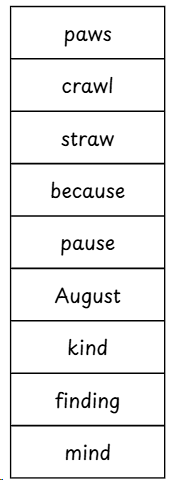 paws
crawl
straw
because
pause
August
kind
finding
mind